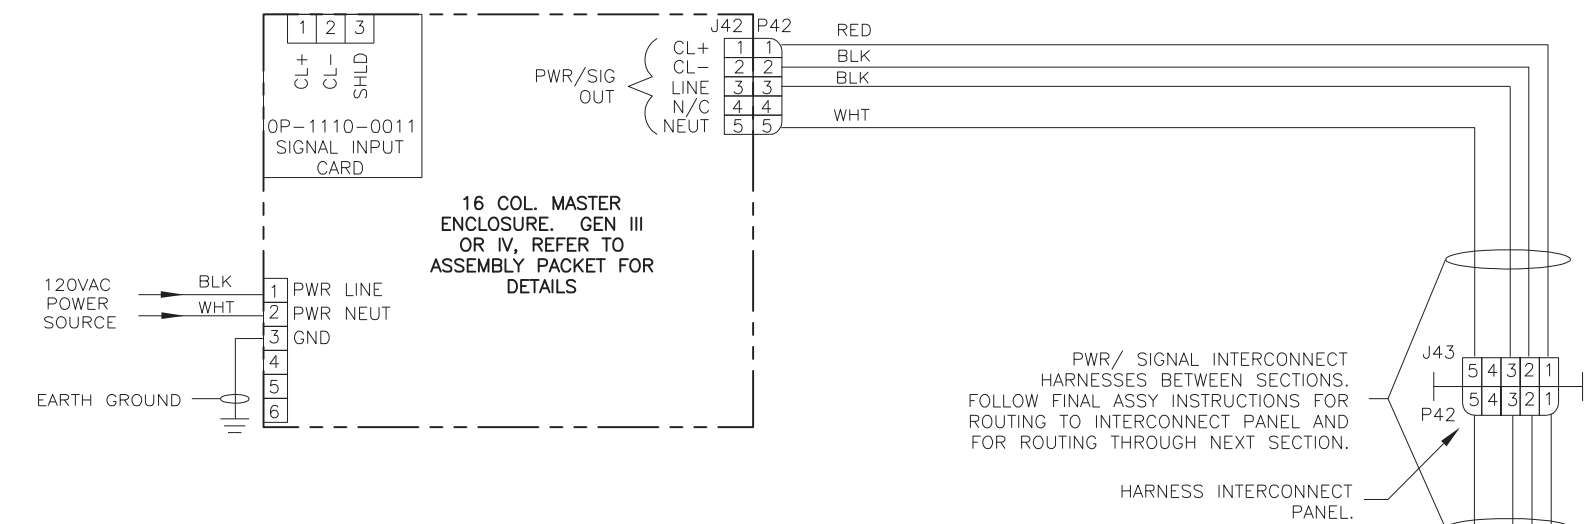 1 2 3
CL+
CL-
SHLD
0P-1110-0011
SIGNAL INPUT
CARD
J42 P42
PWR/SIG
OUT
CL+ 1 1
CL- 2 2
LINE 3 3
N/C 4 4
NEUT 5 5
RED
BLK
BLK
WHT
16 COL. MASTER
ENCLOSURE. GEN III
OR IV, REFER TO
ASSEMBLY PACKET FOR
DETAILS
120VAC
POWER
SOURCE
BLK
WHT
1 PWR LINE
2 PWR NEUT
3 GND
4
5
6
EARTH GROUND
PWR/ SIGNAL INTERCONNECT
HARNESSES BETWEEN SECTIONS.
FOLLOW FINAL ASSY INSTRUCTIONS FOR
ROUTING TO INTERCONNECT PANEL AND
FOR ROUTING THROUGH NEXT SECTION.
J43
5 4 3 2 1
5 4 3 2 1
P42
HARNESS INTERCONNECT
PANEL.